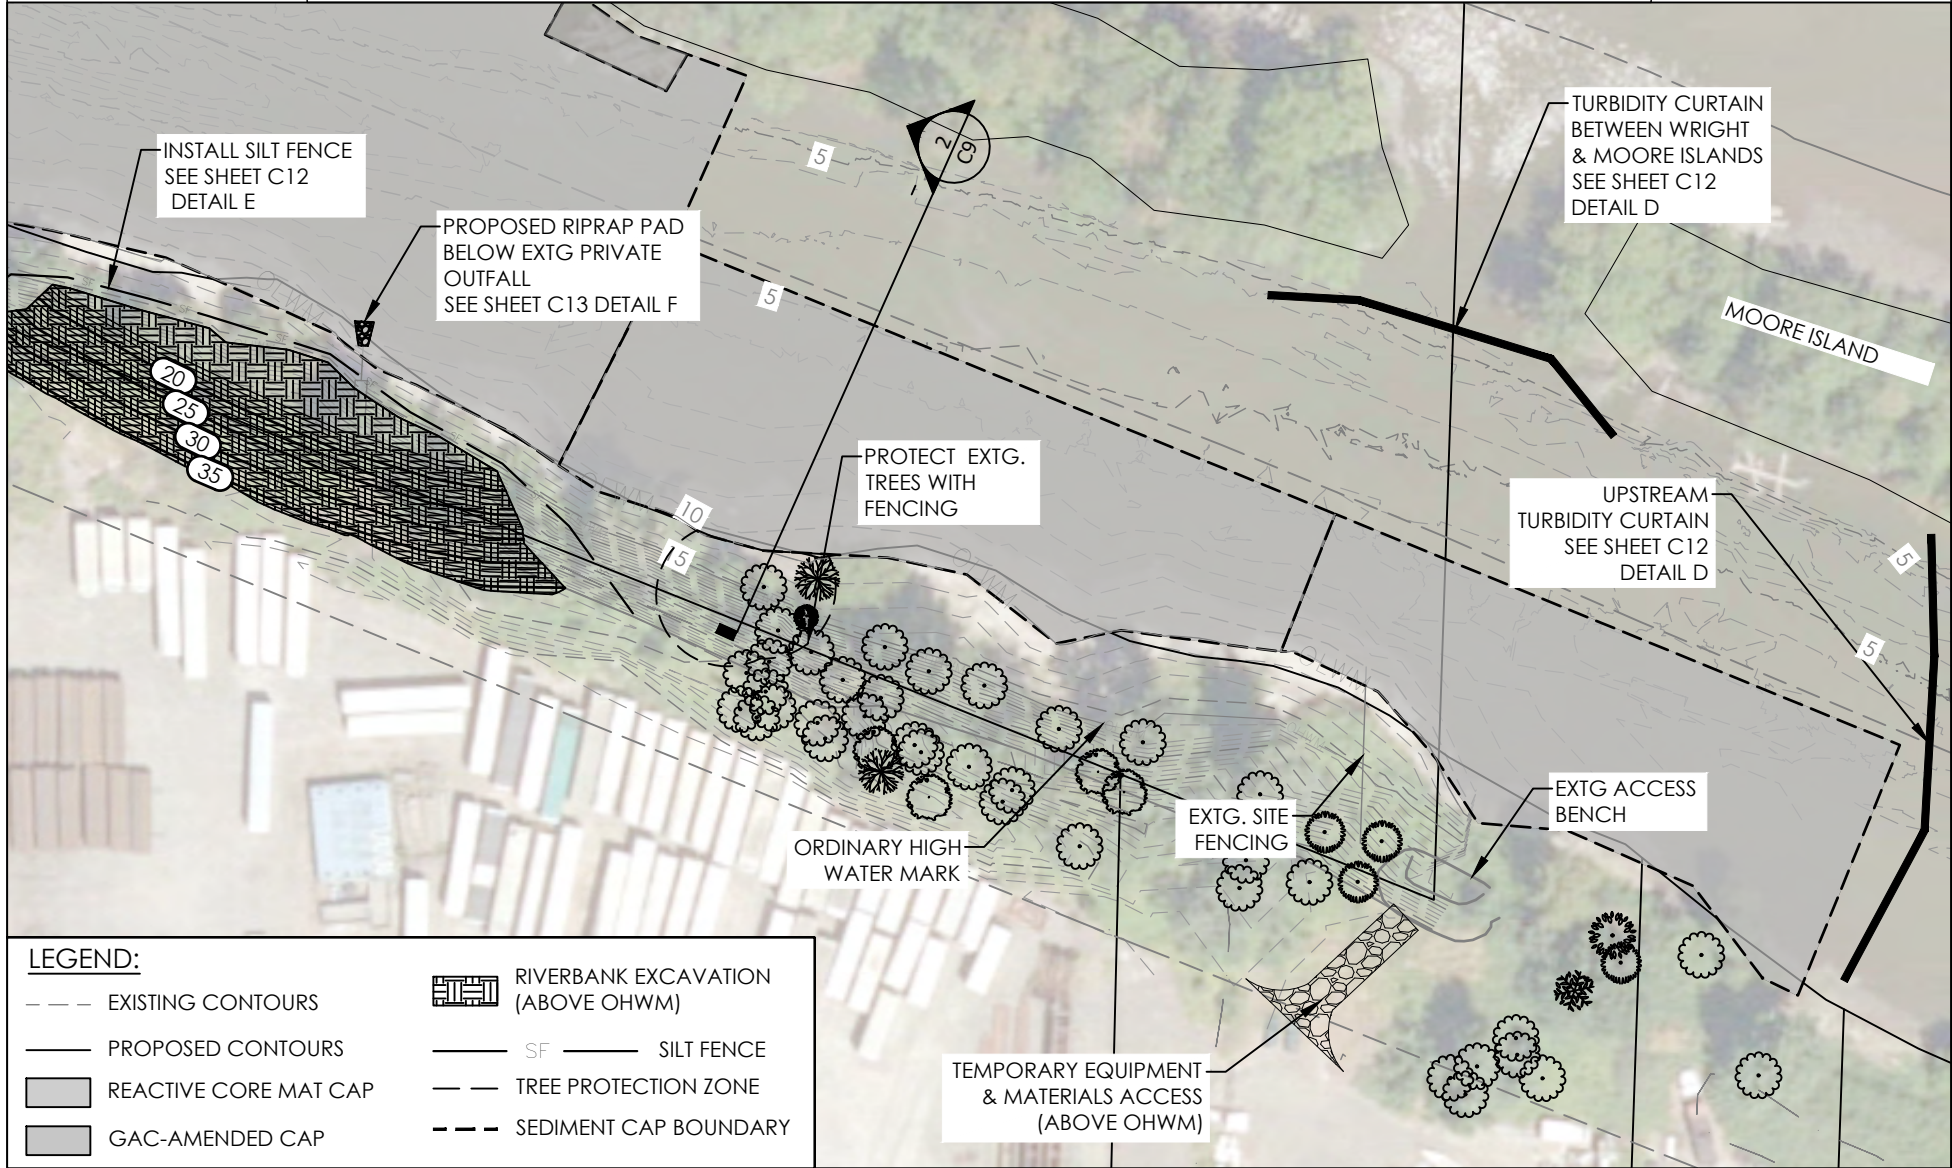 INSTALL SILT FENCE
SEE SHEET C12
DETAIL E
PROPOSED RIPRAP PAD
BELOW EXTG PRIVATE
OUTFALL
SEE SHEET C13 DETAIL F
5
2
C9
TURBIDITY CURTAIN
BETWEEN WRIGHT
& MOORE ISLANDS
SEE SHEET C12
DETAIL D
5
MOORE ISLAND
OHWM
SF
20
25
30
35
PROTECT EXTG.
TREES WITH
FENCING
OHWM
10
15
OHWM
UPSTREAM
TURBIDITY CURTAIN
SEE SHEET C12
DETAIL D
5
5
OHWM
ORDINARY HIGH
WATER MARK
EXTG. SITE
FENCING
EXTG ACCESS
BENCH
TEMPORARY EQUIPMENT
& MATERIALS ACCESS
(ABOVE OHWM)
LEGEND:
EXISTING CONTOURS
PROPOSED CONTOURS
REACTIVE CORE MAT CAP
GAC-AMENDED CAP
RIVERBANK EXCAVATION
(ABOVE OHWM)
SF SILT FENCE
TREE PROTECTION ZONE
SEDIMENT CAP BOUNDARY